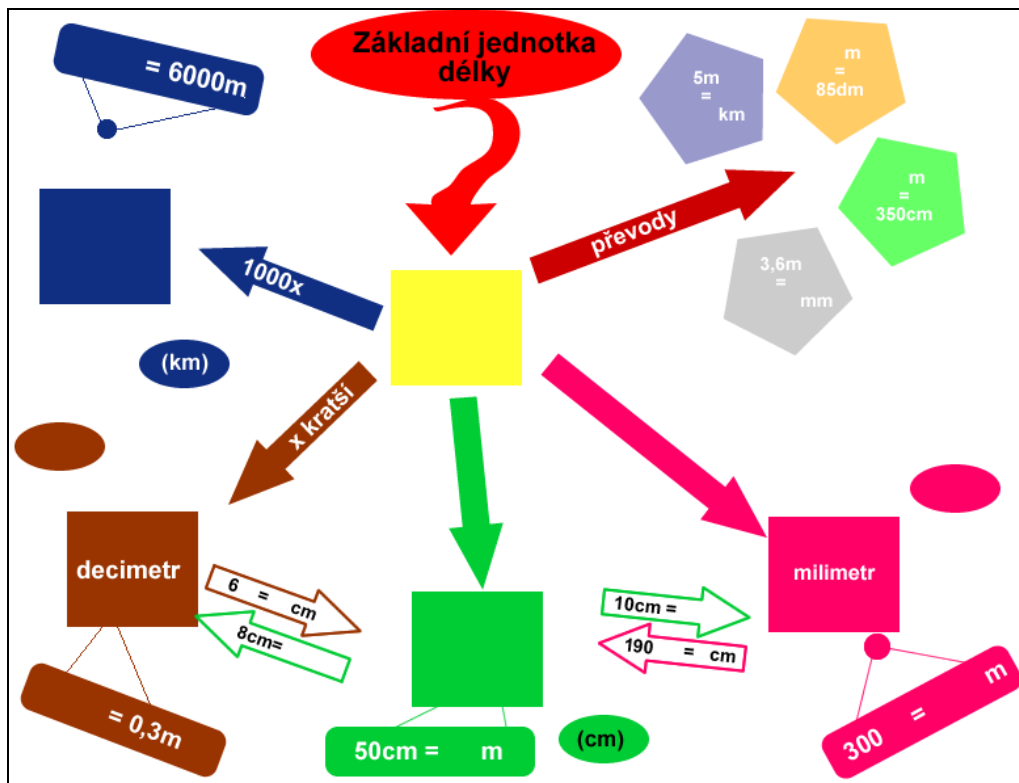 = 6000m
Základní jednotka
délky
5m
=
km
m
=
85dm
m
=
350cm
3,6m
=
mm
převody
1000x
(km)
x kratší
decimetr
milimetr
6 = cm
8cm=
10cm =
190 = cm
= 0,3m
50cm = m
(cm)
300 = m